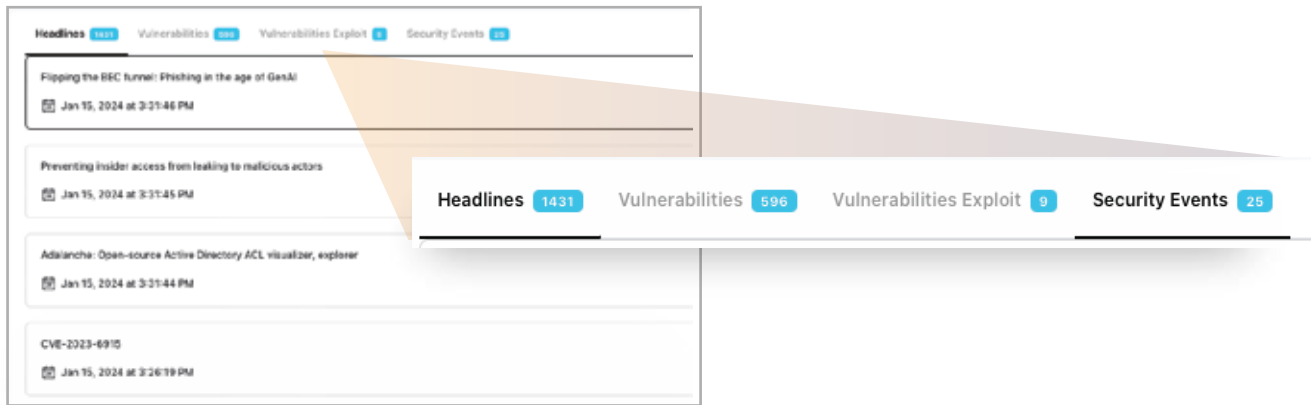 Headlines 1431 Vulnerabilities 596 Vulnerabilities Exploit 9 Security Events 25
Flipping the BEC funnel: Phishing in the age of GenAI
Jan 15, 2024 at 3:31:46 PM
Preventing insider access from leaking to malicious actors
Jan 15, 2024 at 3:31:45 PM
Headlines 1431 Vulnerabilities 596 Vulnerabilities Exploit 9 Security Events 25
Adalanche: Open-source Active Directory ACL visualizer, explorer
Jan 15, 2024 at 3:31:44 PM
CVE-2023-6915
Jan 15, 2024 at 3:26:19 PM